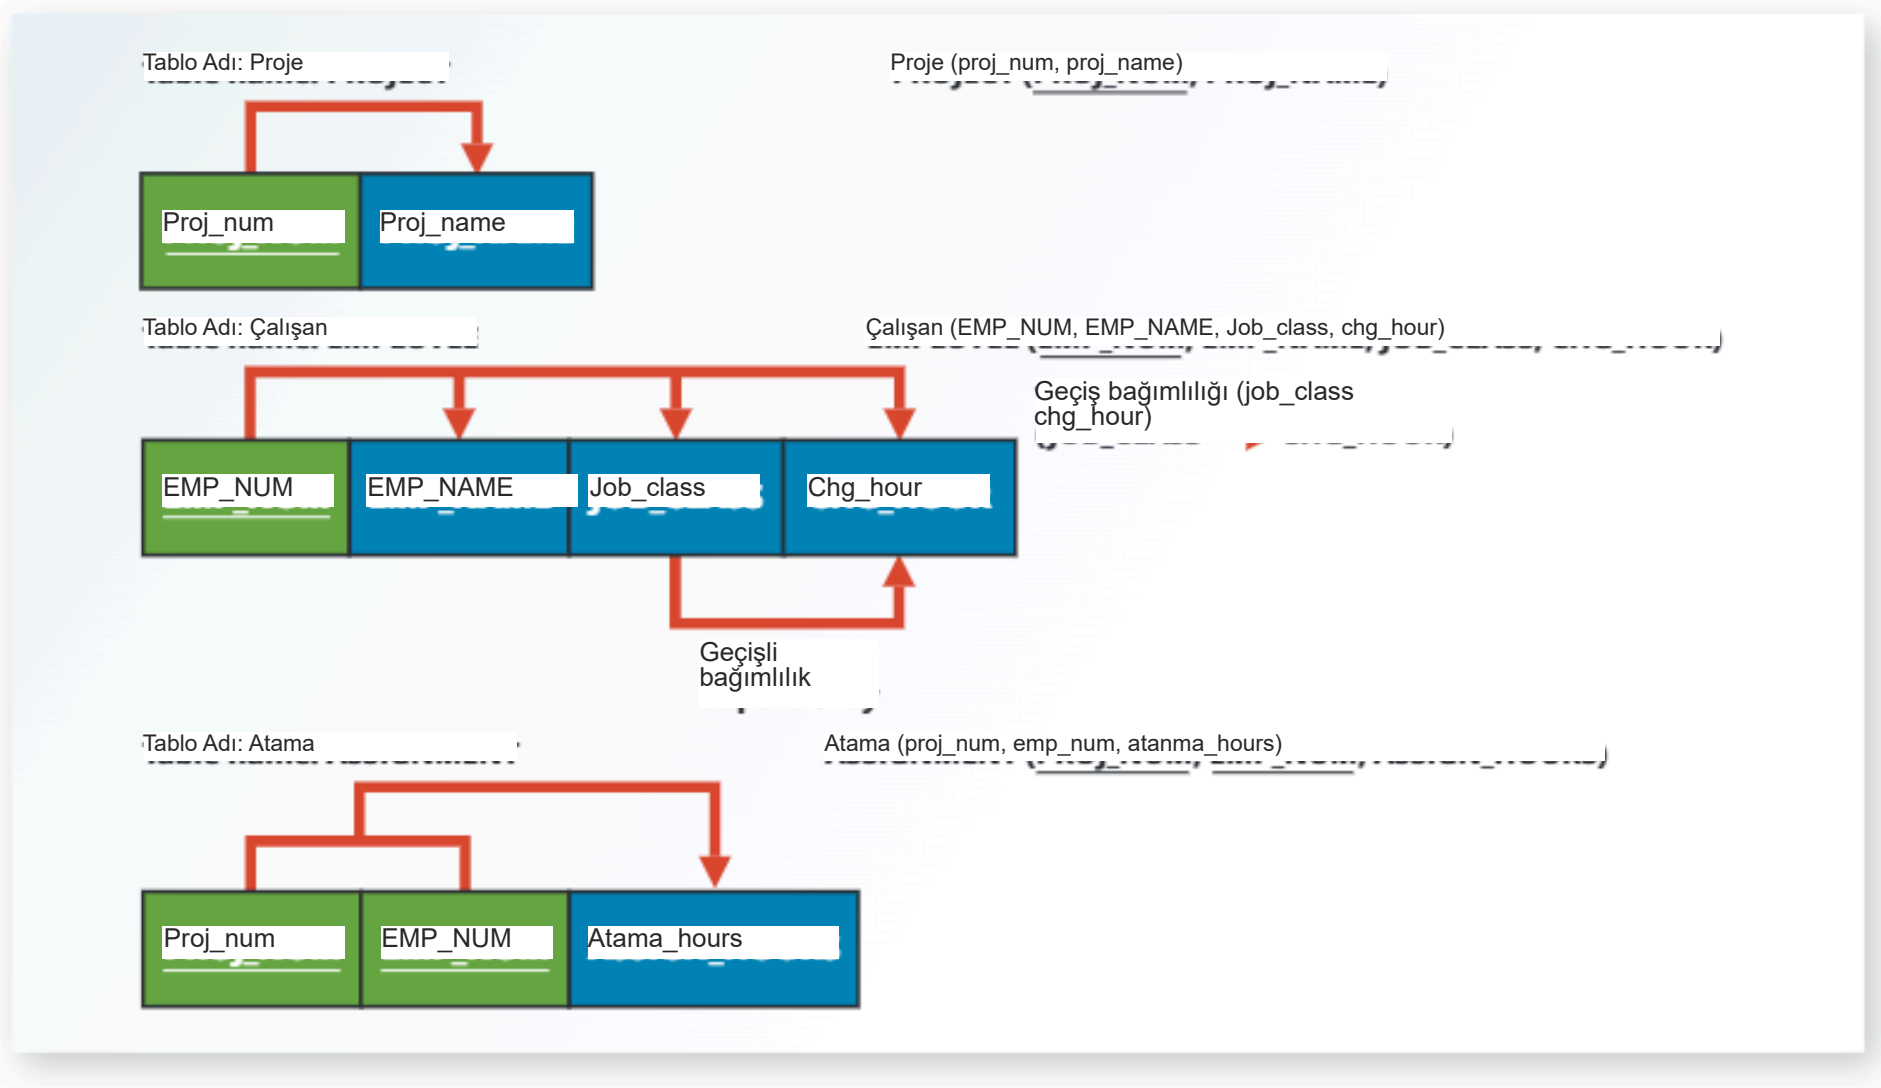 Tablo Adı: Proje
Proje (proj_num, proj_name)
Proj_num
Proj_name
Tablo Adı: Çalışan
Çalışan (EMP_NUM, EMP_NAME, Job_class, chg_hour)
Geçiş bağımlılığı (job_class
chg_hour)
EMP_NUM
EMP_NAME
Job_class
Chg_hour
Geçişli
bağımlılık
Tablo Adı: Atama
Atama (proj_num, emp_num, atanma_hours)
Proj_num
EMP_NUM
Atama_hours